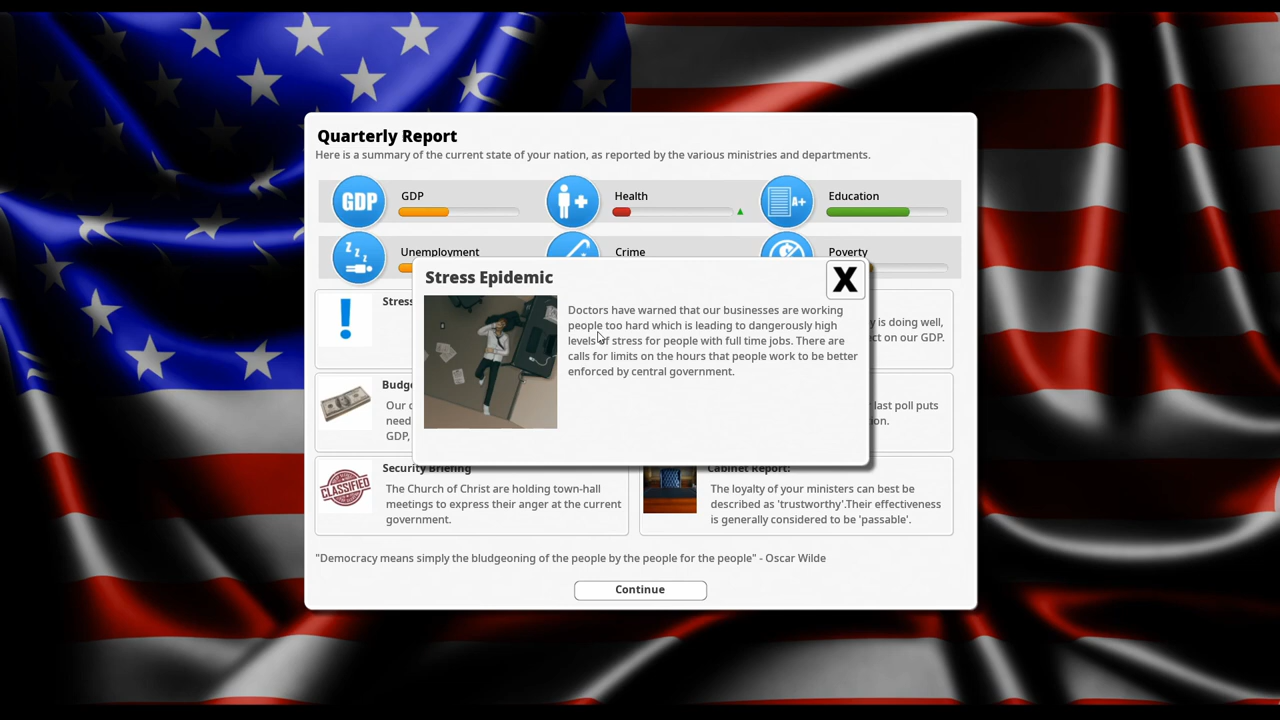 Quarterly Report
Here is a summary of the current state of your nation, as reported by the various ministries and departments.
GDP
GDP
Health
A+
Education
z z z
Unemployment
Crime
Poverty
Stress Epidemic
X
Doctors have warned that our businesses are working
people too hard which is leading to dangerously high
levels of stress for people with full time jobs. There are
calls for limits on the hours that people work to be better
enforced by central government.
Stress
y is doing well,
ct on our GDP.
Budge
Our
need
GDP,
last poll puts
Security Briefing
CLASSIFIED
The Church of Christ are holding town-hall
meetings to express their anger at the current
government.
Cabinet Report:
The loyalty of your ministers can best be
described as 'trustworthy'.Their effectiveness
is generally considered to be 'passable'.
"Democracy means simply the bludgeoning of the people by the people for the people" - Oscar Wilde
Continue